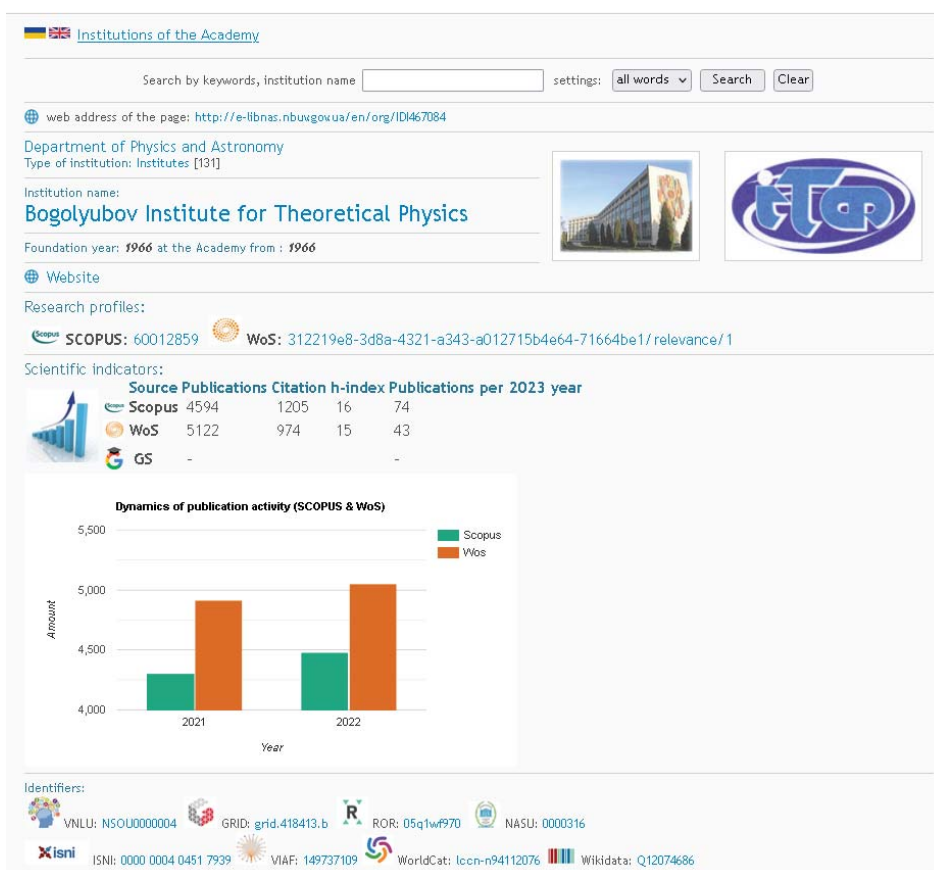 Institutions of the Academy
Search by keywords, institution name settings: all words Search Clear
web address of the page: http://e-libnas.nbuv.gov.ua/en/org/IDI467084
Department of Physics and Astronomy
Type of institution: Institutes [131]
Institution name:
Bogolyubov Institute for Theoretical Physics
Foundation year: 1966 at the Academy from : 1966
ітф
Website
Research profiles:
Scopus SCOPUS: 60012859 WoS: 312219e8-3d8a-4321-a343-a012715b4e64-71664be1/relevance/1
Scientific indicators:
Source Publications Citation h-index Publications per 2023 year
Scopus Scopus 4594 1205 16 74
WoS 5122 974 15 43
GS - -
Dynamics of publication activity (SCOPUS & WoS)
5,500
5,000
4,500
4,000
Amount
2021 2022
Year
Scopus
Wos
Identifiers:
VNLU: NSOU0000004 GRID: grid.418413.b R ROR: 05q1wf970 NASU: 0000316
isni ISNI: 0000 0004 0451 7939 VIAF: 149737109 WorldCat: lccn-n94112076 Wikidata: Q12074686